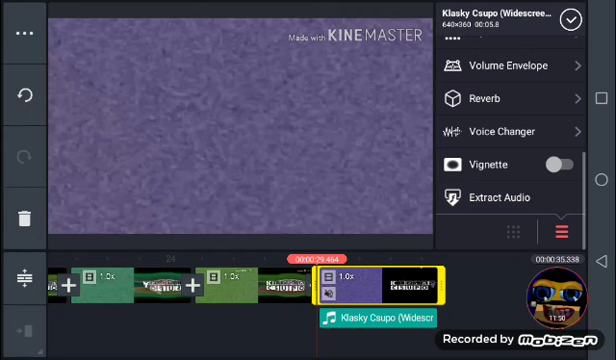 Klasky Csupo (Widescree...
640×360 00:05.8
Made with KINEMASTER
Volume Envelope
Reverb
Voice Changer
Vignette
Extract Audio
24
00:00:29.464
00:00:35.338
1.0x
1.0x
1.0x
11:50
Klasky Csupo (Widescr
Recorded by mobizen